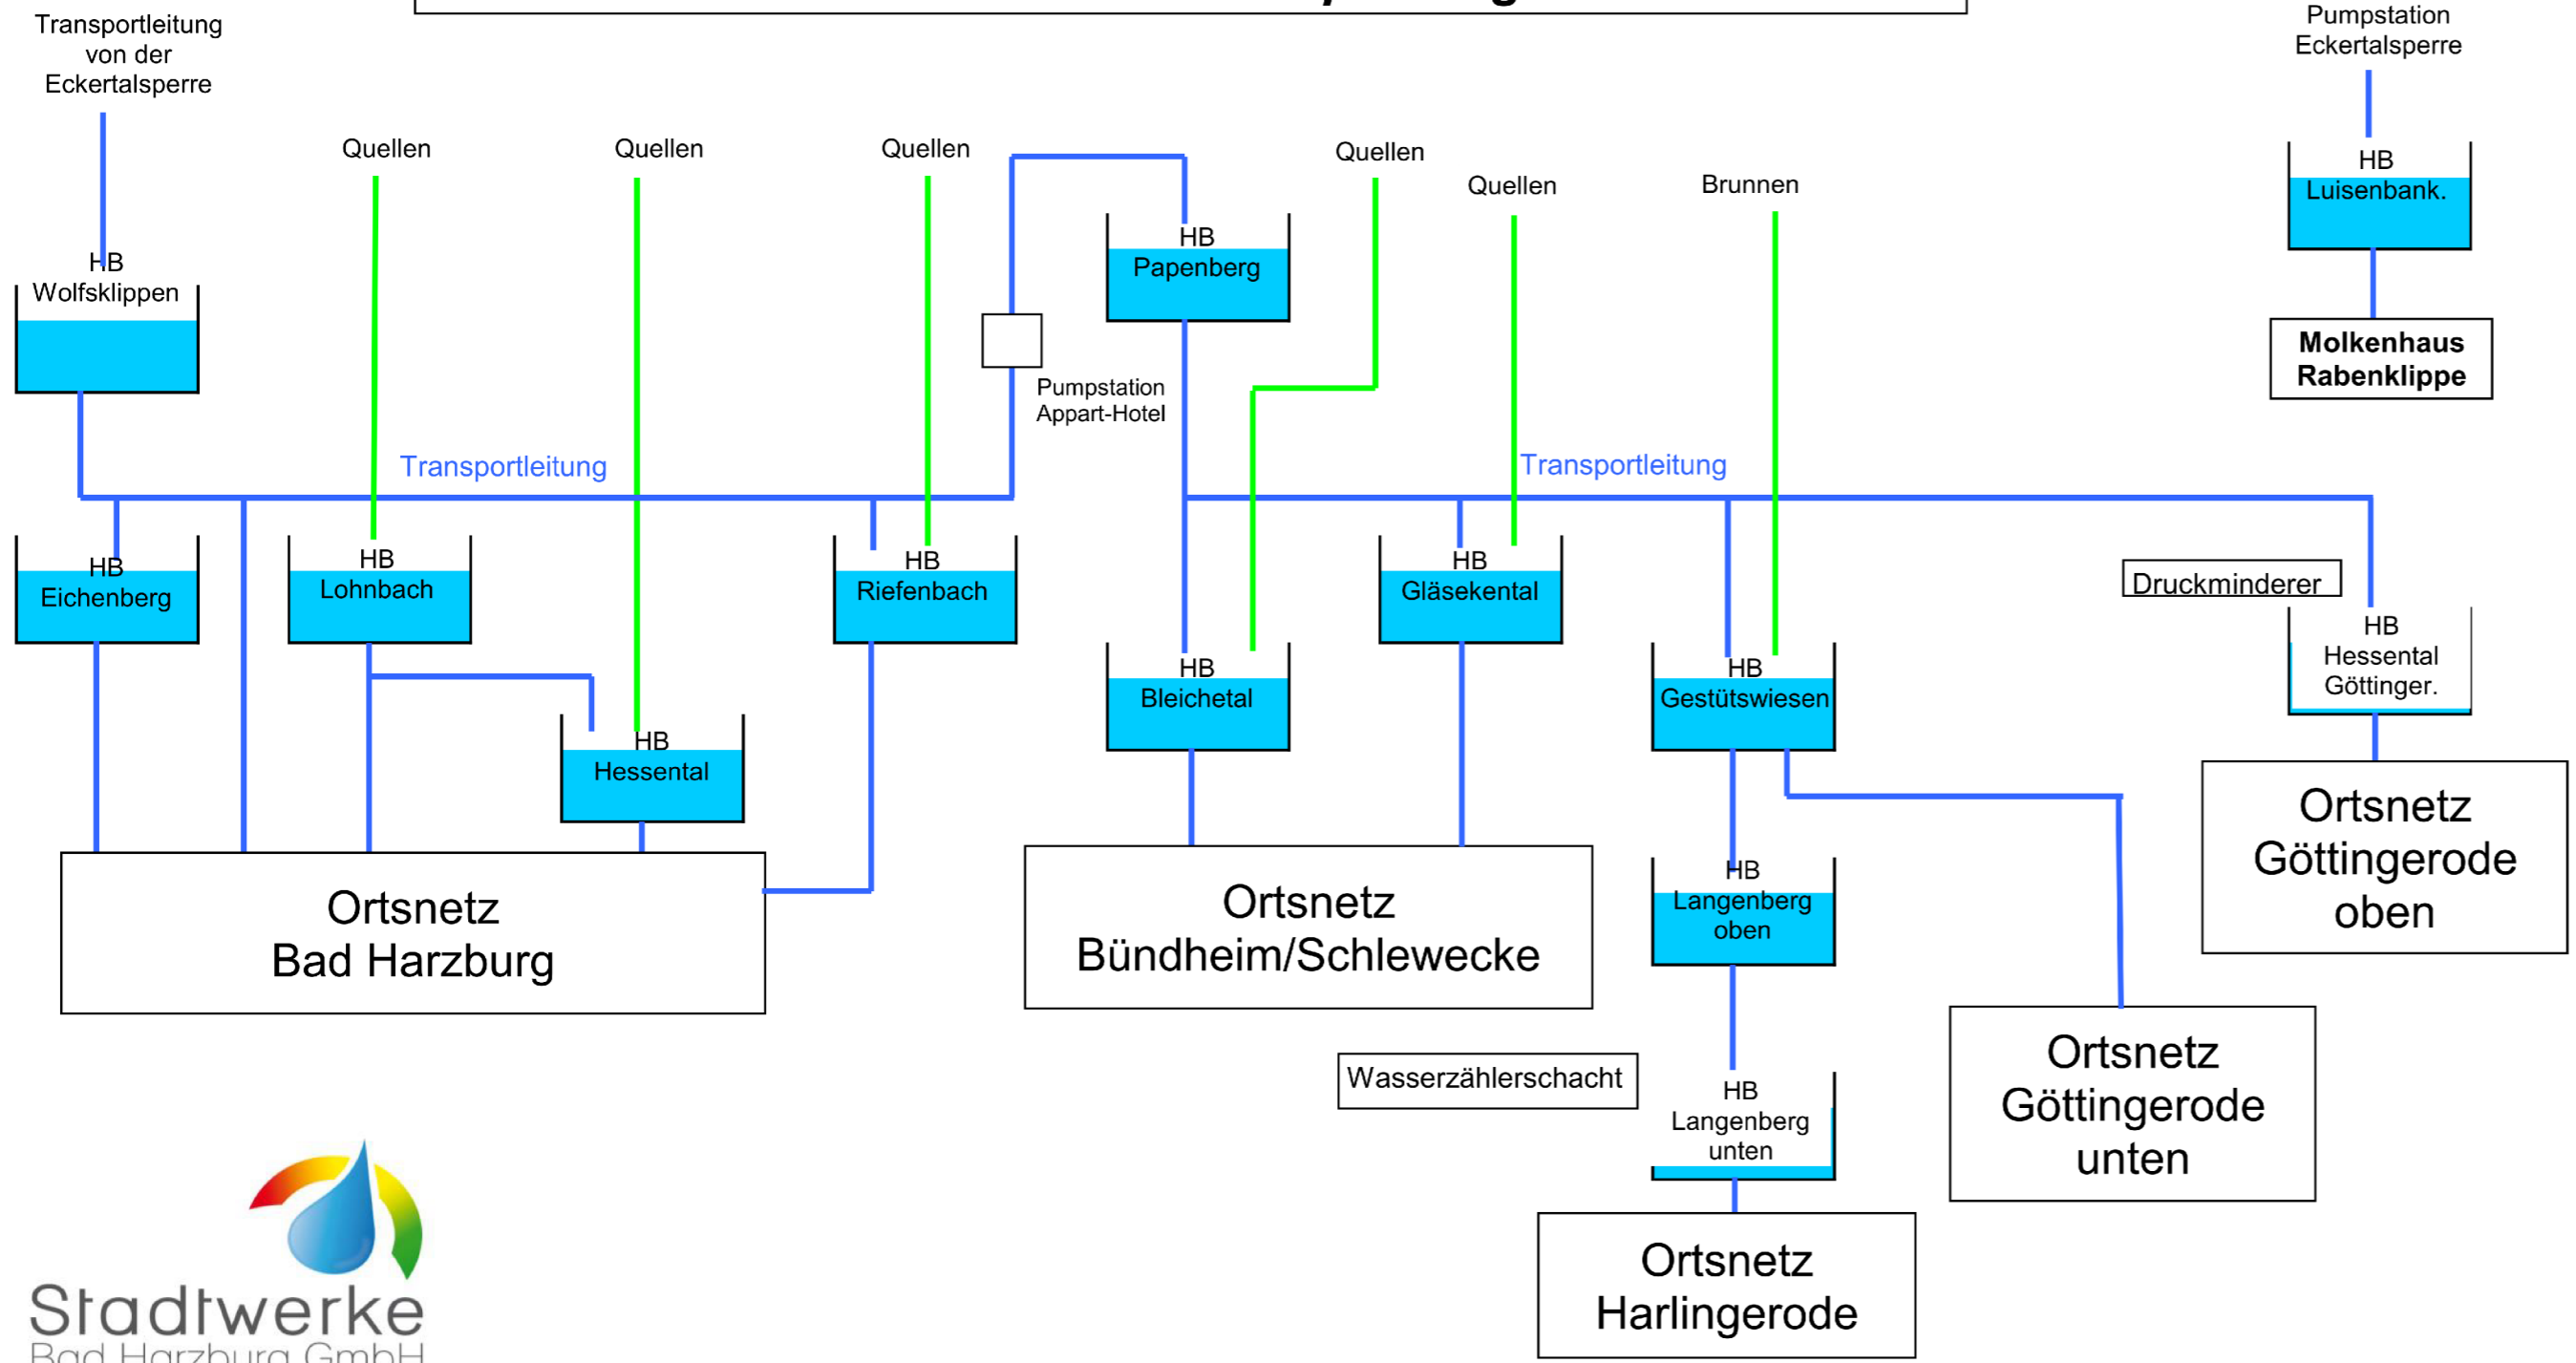 Transportleitung
von der
Eckertalsperre
Pumpstation
Eckertalsperre
Quellen
Quellen
Quellen
Quellen
Quellen
Brunnen
HB
Luisenbank.
HB
Wolfsklippen
HB
Papenberg
Molkenhaus
Rabenklippe
Pumpstation
Appart-Hotel
Transportleitung
Transportleitung
HB
Eichenberg
HB
Lohnbach
HB
Riefenbach
HB
Gläsekental
Druckminderer
HB
Hessental
Göttinger.
HB
Bleichetal
HB
Gestütswiesen
HB
Hessental
Ortsnetz
Göttingerode
oben
Ortsnetz
Bad Harzburg
Ortsnetz
Bündheim/Schlewecke
HB
Langenberg
oben
Wasserzählerschacht
HB
Langenberg
unten
Ortsnetz
Göttingerode
unten
Ortsnetz
Harlingerode
Stadtwerke
Bad Harzburg GmbH